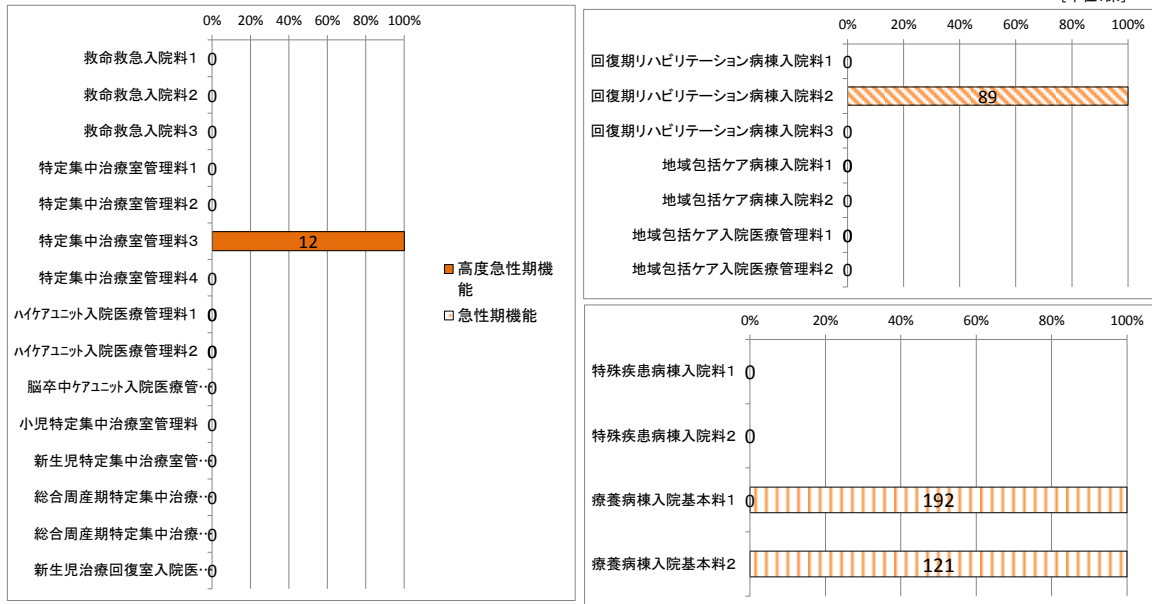 0% 20% 40% 60% 80% 100%
救命救急入院料1 0
救命救急入院料2 0
救命救急入院料3 0
特定集中治療室管理料1 0
特定集中治療室管理料2 0
特定集中治療室管理料3 12
特定集中治療室管理料4 0
ハイケアユニット入院医療管理料1 0
ハイケアユニット入院医療管理料2 0
脳卒中ケアユニット入院医療管… 0
小児特定集中治療室管理料 0
新生児特定集中治療室管… 0
総合周産期特定集中治療… 0
総合周産期特定集中治療… 0
新生児治療回復室入院医… 0
高度急性期機
能
急性期機能
0% 20% 40% 60% 80% 100%
回復期リハビリテーション病棟入院料1 0
回復期リハビリテーション病棟入院料2 89
回復期リハビリテーション病棟入院料3 0
地域包括ケア病棟入院料1 0
地域包括ケア病棟入院料2 0
地域包括ケア入院医療管理料1 0
地域包括ケア入院医療管理料2 0
0% 20% 40% 60% 80% 100%
特殊疾患病棟入院料1 0
特殊疾患病棟入院料2 0
療養病棟入院基本料1 0 192
療養病棟入院基本料2 121